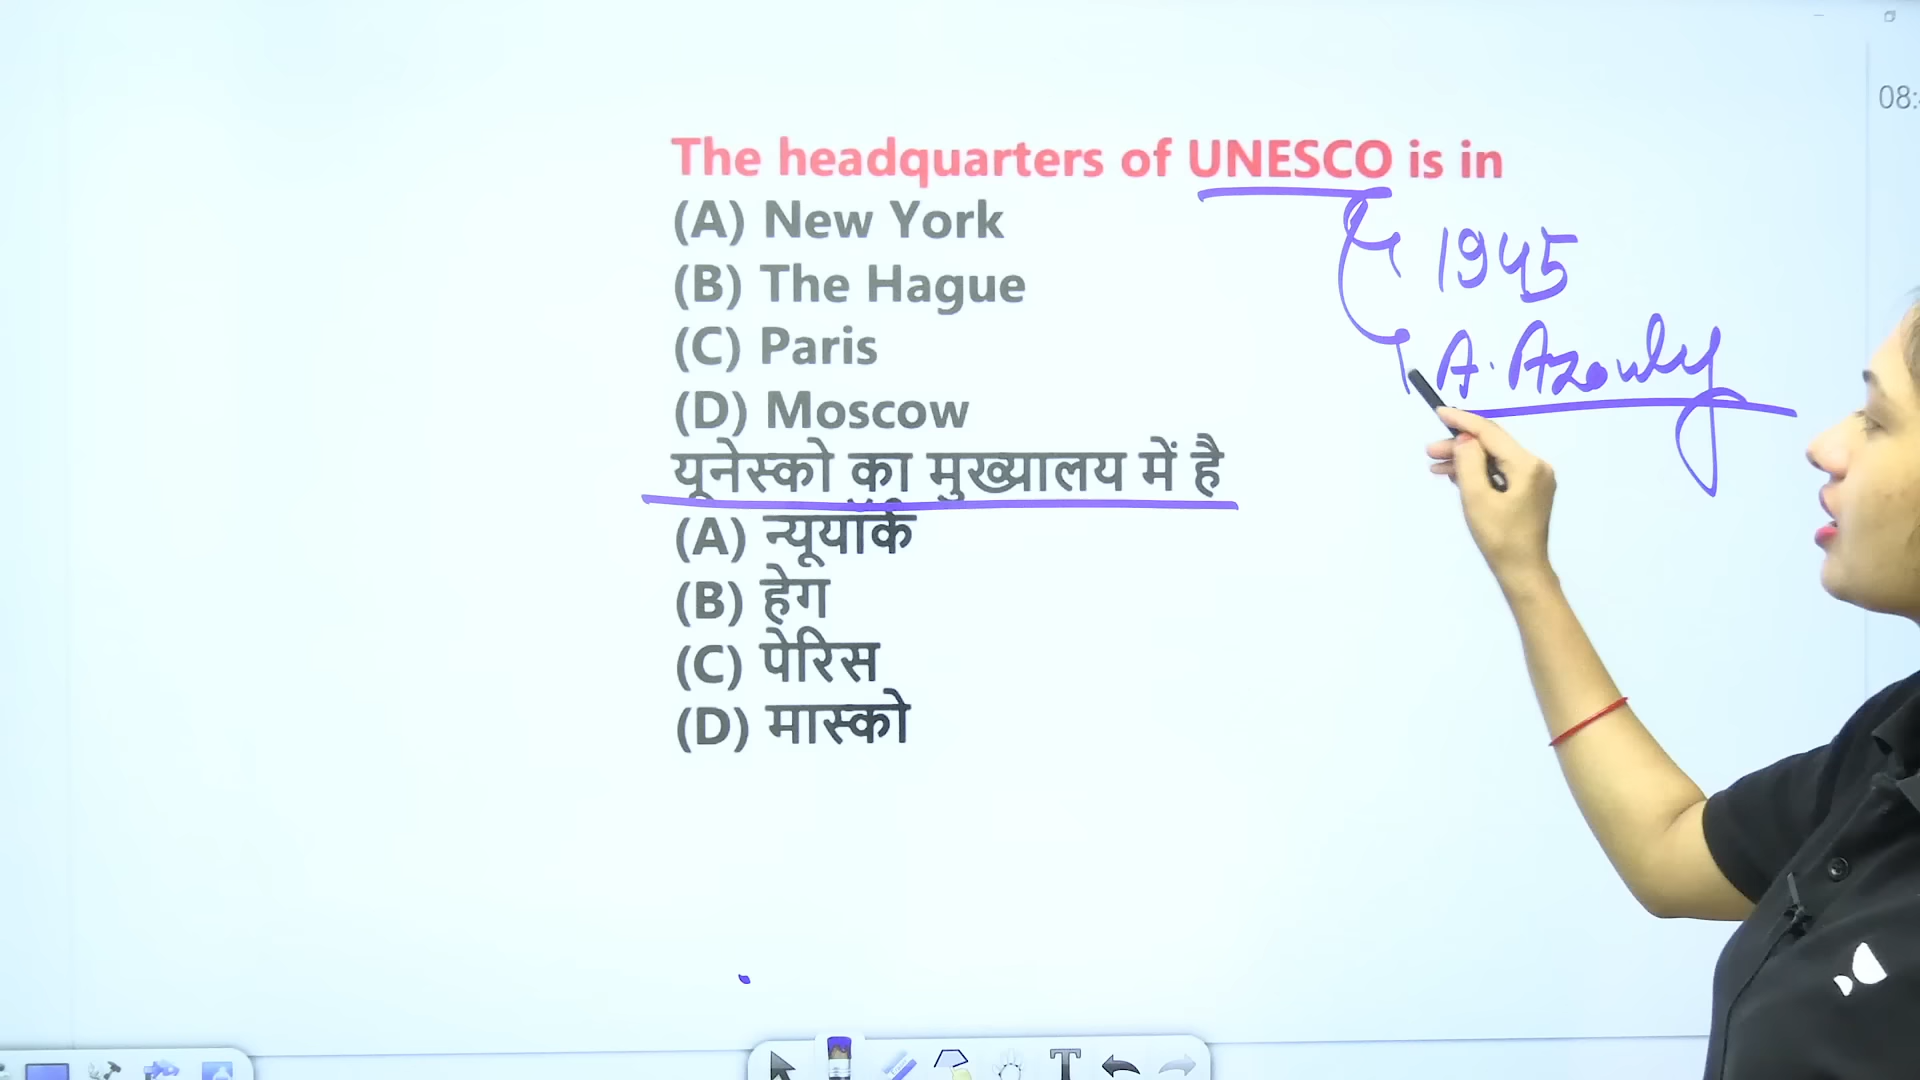 08:
The headquarters of UNESCO is in
(A) New York
1945
(B) The Hague
(C) Paris
A. Azouly
(D) Moscow
यूनेस्को का मुख्यालय में है
(A) न्यूयॉर्क
(B) हेग
(C) पेरिस
(D) मास्को
T